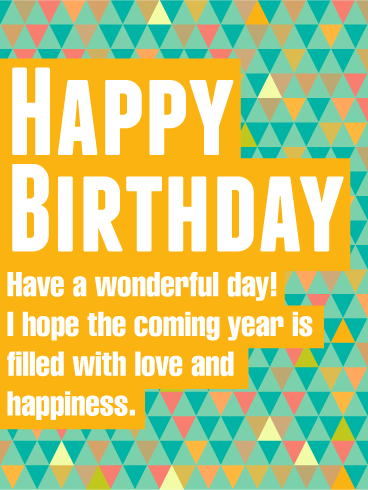 Happy
Birthday
Have a wonderful day!
I hope the coming year is
filled with love and
happiness.